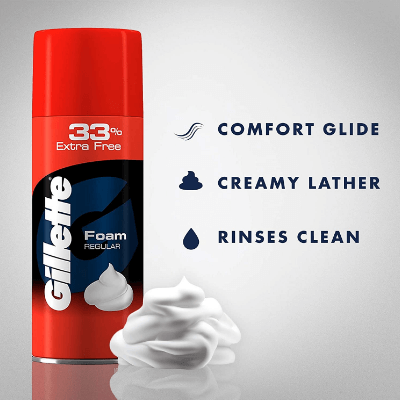 33%
Extra Free
Gillette
Foam
REGULAR
COMFORT GLIDE
CREAMY LATHER
RINSES CLEAN